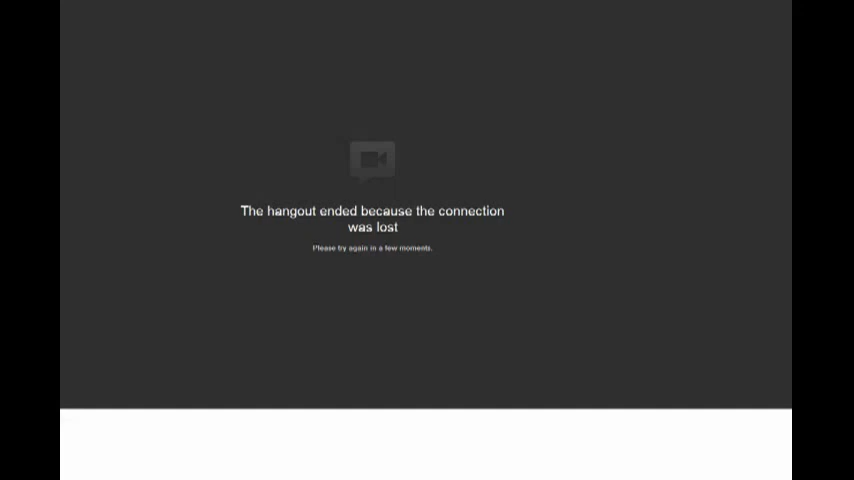 The hangout ended because the connection
was lost
Please try again in a few moments.